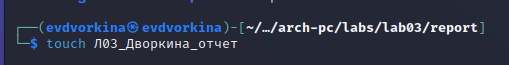 ┌──(evdvorkina㉿evdvorkina)-[~/…/arch-pc/labs/lab03/report]
└─$ touch Л03_Дворкина_отчет